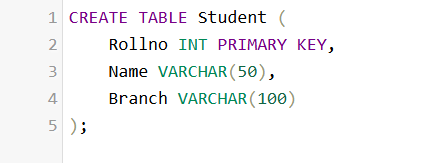 1 CREATE TABLE Student (
2     Rollno INT PRIMARY KEY,
3     Name VARCHAR(50),
4     Branch VARCHAR(100)
5 );